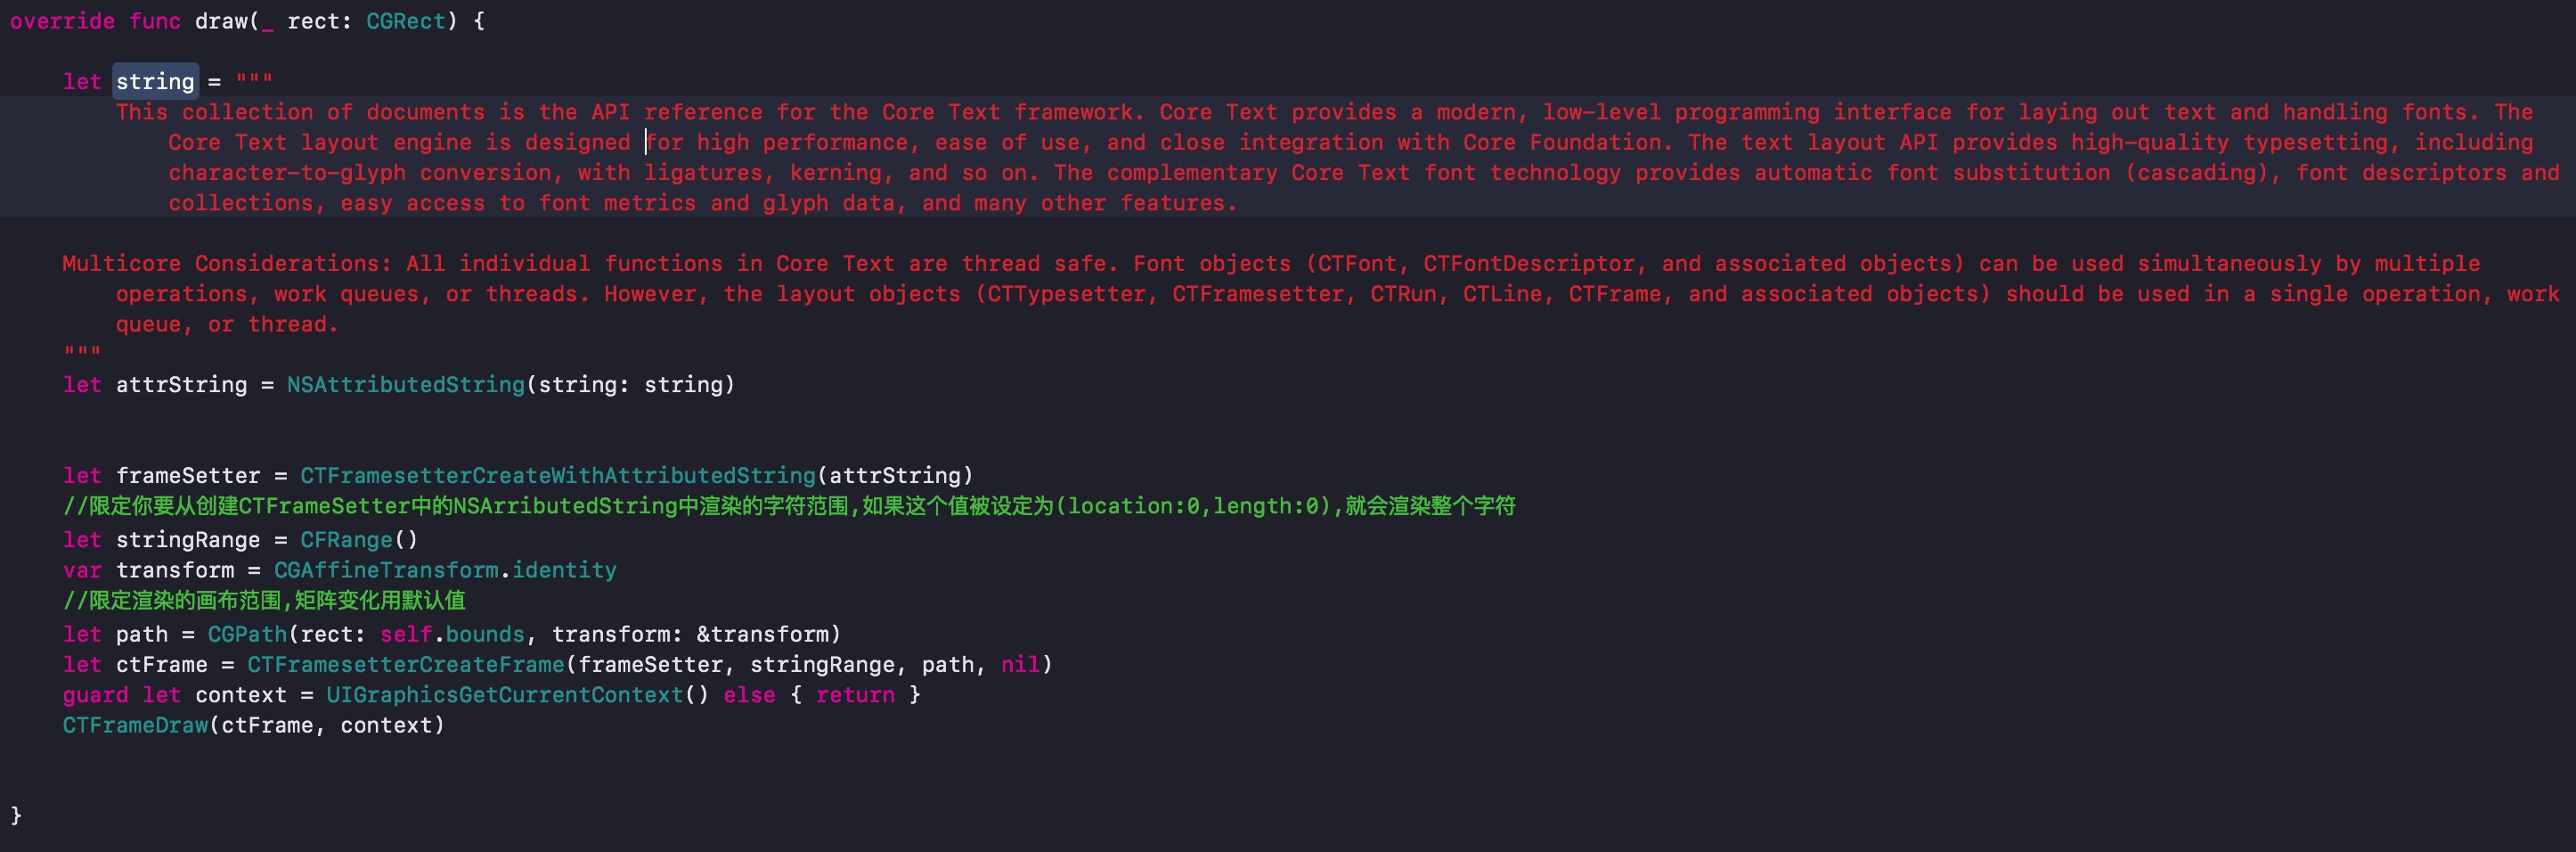 override func draw(_ rect: CGRect) {
let string = """
This collection of documents is the API reference for the Core Text framework. Core Text provides a modern, low-level programming interface for laying out text and handling fonts. The
Core Text layout engine is designed for high performance, ease of use, and close integration with Core Foundation. The text layout API provides high-quality typesetting, including
character-to-glyph conversion, with ligatures, kerning, and so on. The complementary Core Text font technology provides automatic font substitution (cascading), font descriptors and
collections, easy access to font metrics and glyph data, and many other features.
Multicore Considerations: All individual functions in Core Text are thread safe. Font objects (CTFont, CTFontDescriptor, and associated objects) can be used simultaneously by multiple
operations, work queues, or threads. However, the layout objects (CTTypesetter, CTFramesetter, CTRun, CTLine, CTFrame, and associated objects) should be used in a single operation, work
queue, or thread.
"""
let attrString = NSAttributedString(string: string)
let frameSetter = CTFramesetterCreateWithAttributedString(attrString)
//限定你要从创建CTFrameSetter中的NSArributedString中渲染的字符范围,如果这个值被设定为(location:0,length:0),就会渲染整个字符
let stringRange = CFRange()
var transform = CGAffineTransform.identity
//限定渲染的画布范围,矩阵变化用默认值
let path = CGPath(rect: self.bounds, transform: &transform)
let ctFrame = CTFramesetterCreateFrame(frameSetter, stringRange, path, nil)
guard let context = UIGraphicsGetCurrentContext() else { return }
CTFrameDraw(ctFrame, context)
}